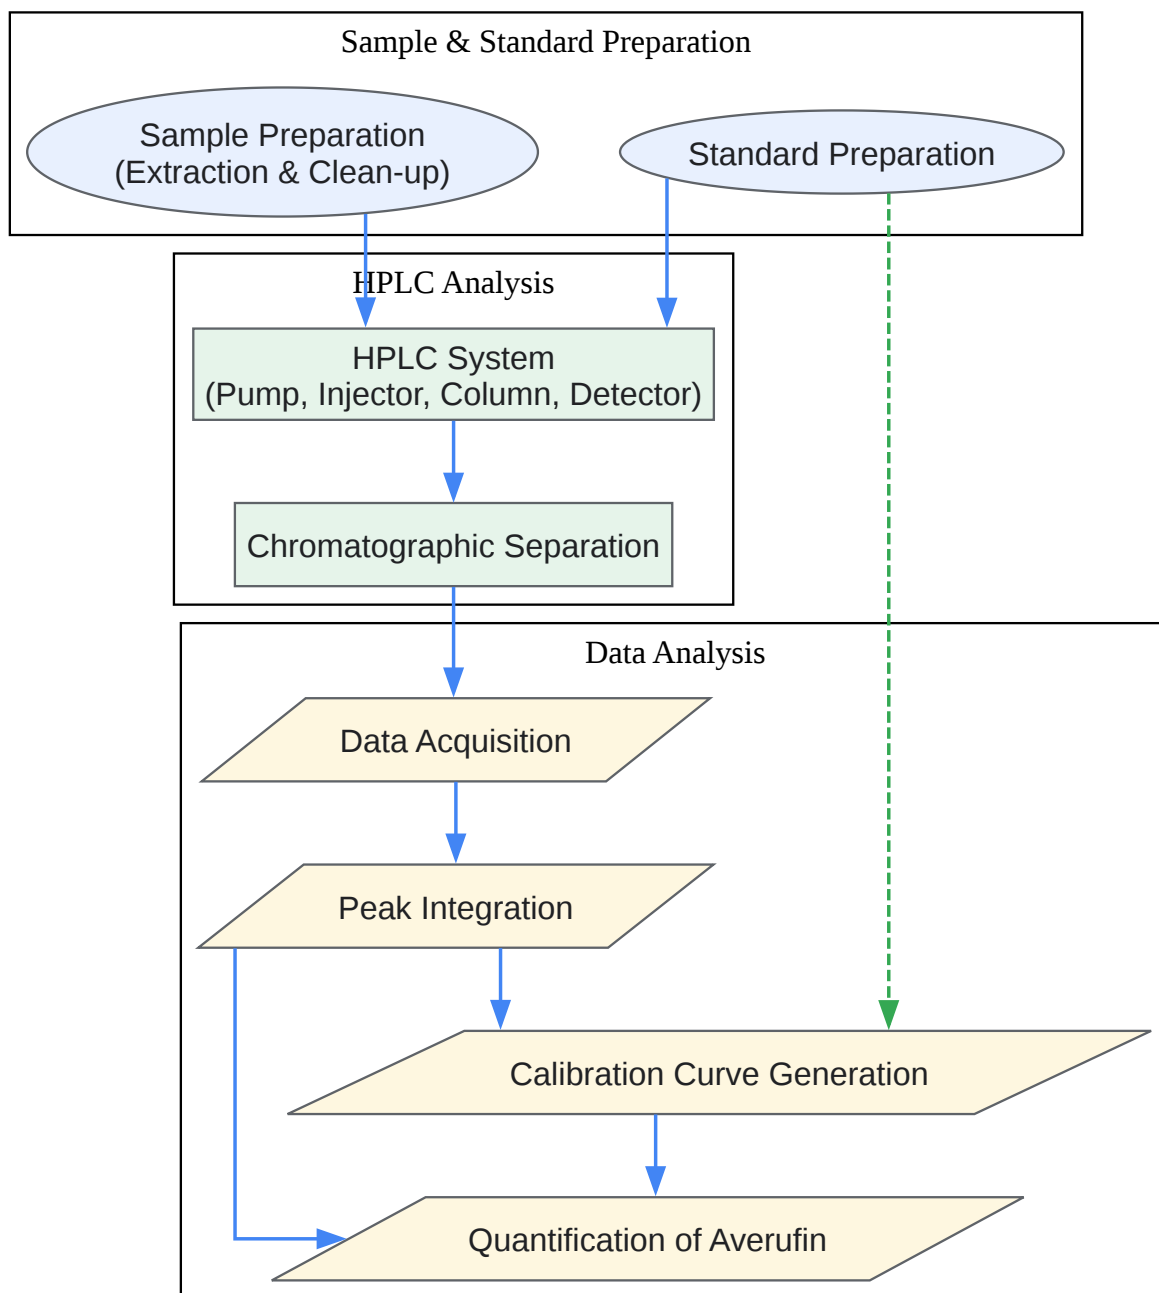 Sample & Standard Preparation
Sample Preparation
(Extraction & Clean-up)
Standard Preparation
HPLC Analysis
HPLC System
(Pump, Injector, Column, Detector)
Chromatographic Separation
Data Analysis
Data Acquisition
Peak Integration
Calibration Curve Generation
Quantification of Averufin